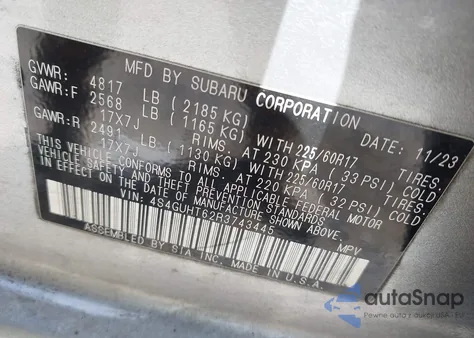 MFD BY SUBARU CORPORATION DATE: 11/23
GVWR: 4817 LB (2185 KG)
GAWR:F 2568 LB (1165 KG) WITH 225/60R17 TIRES.
17X7J RIMS. AT 230 KPA (33 PSI) COLD
GAWR:R 2491 LB (1130 KG) WITH 225/60R17 TIRES.
17X7J RIMS. AT 220 KPA (32 PSI) COLD
THIS VEHICLE CONFORMS TO ALL APPLICABLE FEDERAL MOTOR
VEHICLE SAFETY, THEFT PREVENTION STANDARDS
IN EFFECT ON THE DATE OF MANUFACTURE SHOWN ABOVE.
VIN: 4S4GUHT62R3743445 MPV
ASSEMBLED BY SIA, INC. MADE IN U.S.A.
autoSnap
Pewne auta z USA